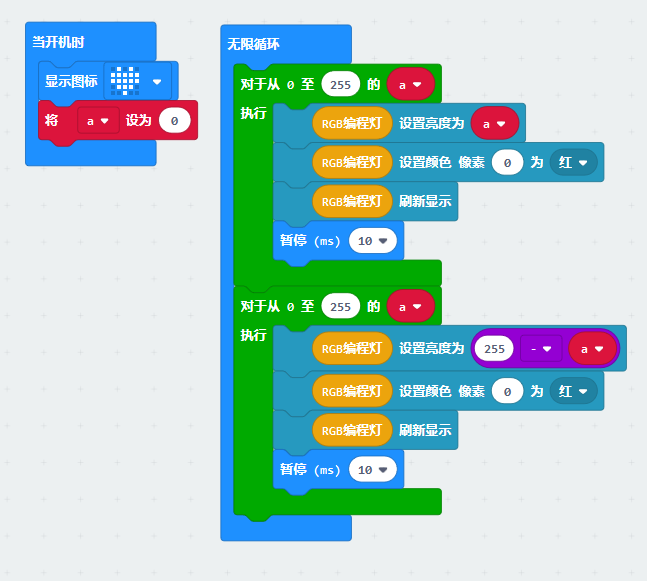 当开机时
显示图标
将 a 设为 0
无限循环
对于从 0 至 255 的 a
执行
RGB编程灯 设置亮度为 a
RGB编程灯 设置颜色 像素 0 为 红
RGB编程灯 刷新显示
暂停 (ms) 10
对于从 0 至 255 的 a
执行
RGB编程灯 设置亮度为 255 - a
RGB编程灯 设置颜色 像素 0 为 红
RGB编程灯 刷新显示
暂停 (ms) 10